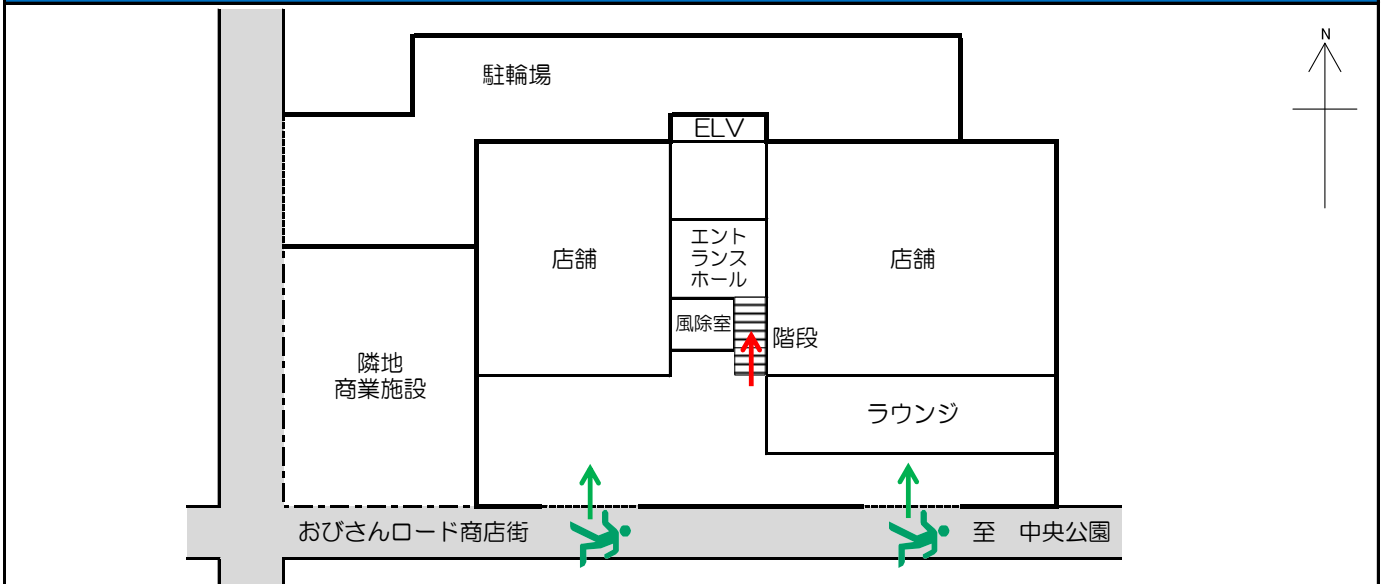 N
駐輪場
ELV
店舗
エント
ランス
ホール
店舗
風除室
階段
隣地
商業施設
ラウンジ
おびさんロード商店街
至 中央公園